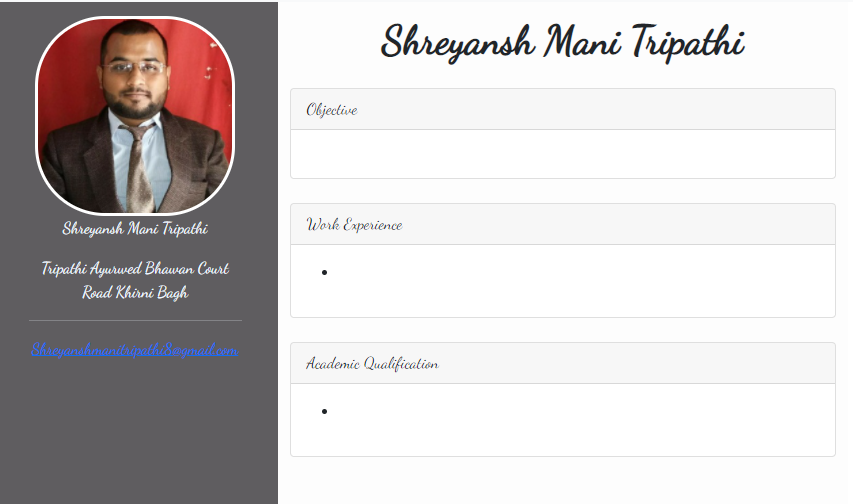 Shreyansh Mani Tripathi
Tripathi Ayurwed Bhawan Court
Road Khirni Bagh
Shreyanshmanitripathi8@gmail.com
Shreyansh Mani Tripathi
Objective
Work Experience
Academic Qualification